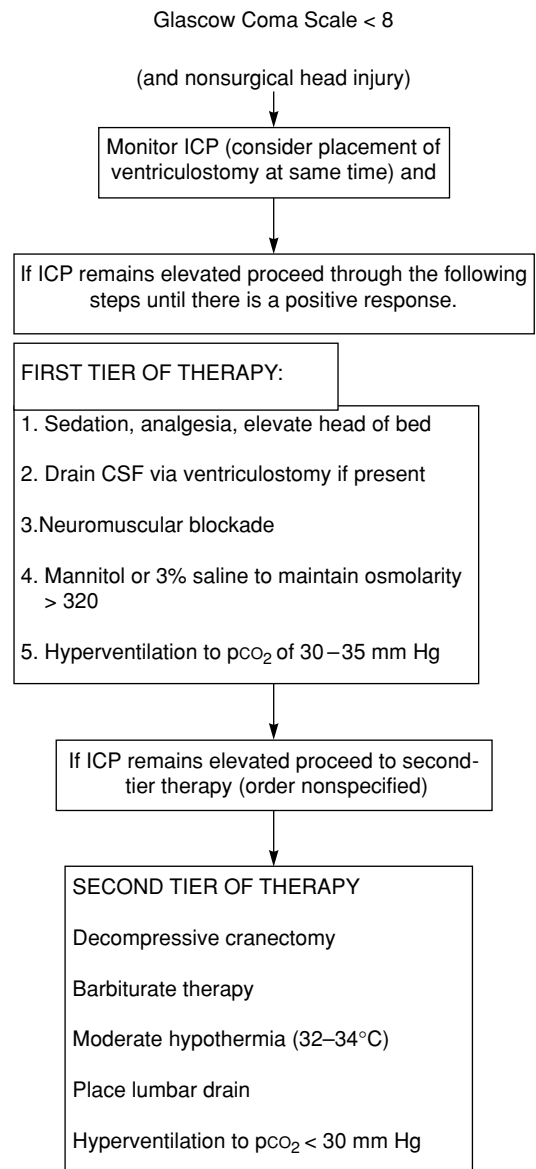 Glascow Coma Scale < 8
(and nonsurgical head injury)
Monitor ICP (consider placement of
ventriculostomy at same time) and
If ICP remains elevated proceed through the following
steps until there is a positive response.
FIRST TIER OF THERAPY:
1. Sedation, analgesia, elevate head of bed
2. Drain CSF via ventriculostomy if present
3.Neuromuscular blockade
4. Mannitol or 3% saline to maintain osmolarity
> 320
5. Hyperventilation to pCO₂ of 30–35 mm Hg
If ICP remains elevated proceed to second-
tier therapy (order nonspecified)
SECOND TIER OF THERAPY
Decompressive cranectomy
Barbiturate therapy
Moderate hypothermia (32–34°C)
Place lumbar drain
Hyperventilation to pCO₂ < 30 mm Hg